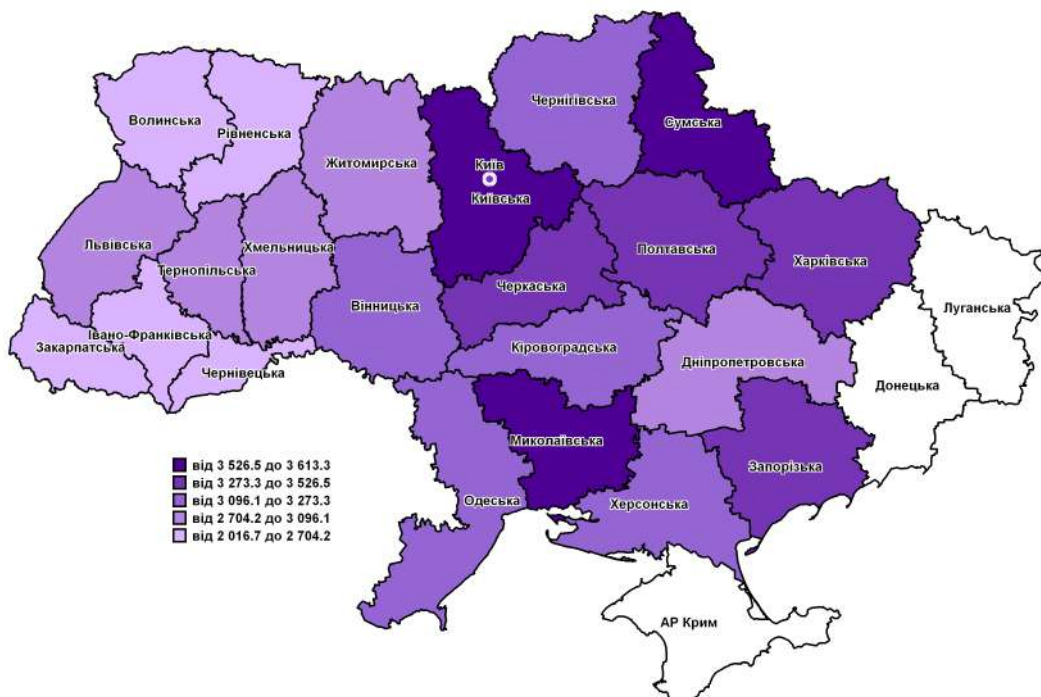 Чернігівська
Волинська
Сумська
Рівненська
Житомирська
Київ
Київська
Львівська
Хмельницька
Тернопільська
Полтавська
Харківська
Черкаська
Вінницька
Луганська
Івано-Франківська
Закарпатська
Кіровоградська
Дніпропетровська
Чернівецька
Донецька
Миколаївська
Запорізька
Одеська
Херсонська
від 3 526.5 до 3 613.3
від 3 273.3 до 3 526.5
від 3 096.1 до 3 273.3
від 2 704.2 до 3 096.1
від 2 016.7 до 2 704.2
АР Крим